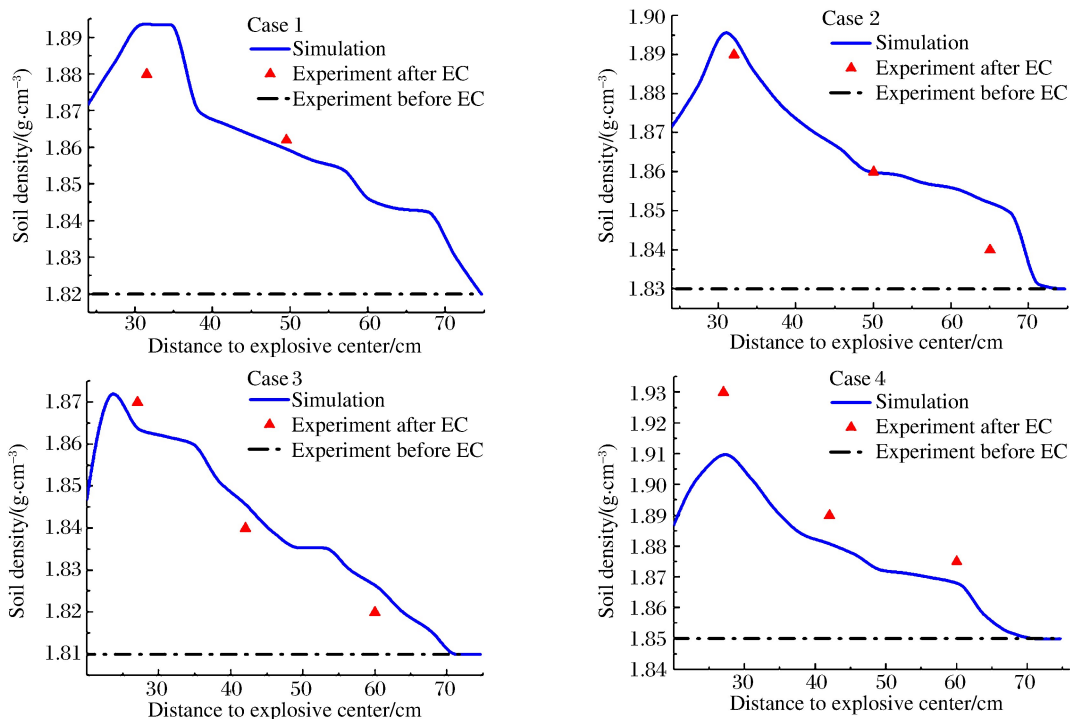 Case 1
Simulation
Experiment after EC
Experiment before EC
1.89
1.88
1.87
1.86
1.85
1.84
1.83
1.82
Soil density/(g·cm⁻³)
30 40 50 60 70
Distance to explosive center/cm
Case 2
Simulation
Experiment after EC
Experiment before EC
1.90
1.89
1.88
1.87
1.86
1.85
1.84
1.83
Soil density/(g·cm⁻³)
30 40 50 60 70
Distance to explosive center/cm
Case 3
Simulation
Experiment after EC
Experiment before EC
1.87
1.86
1.85
1.84
1.83
1.82
1.81
Soil density/(g·cm⁻³)
30 40 50 60 70
Distance to explosive center/cm
Case 4
Simulation
Experiment after EC
Experiment before EC
1.93
1.92
1.91
1.90
1.89
1.88
1.87
1.86
1.85
1.84
Soil density/(g·cm⁻³)
30 40 50 60 70
Distance to explosive center/cm